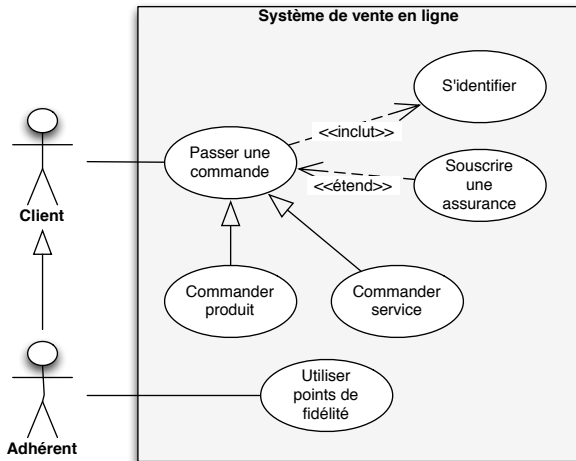 Système de vente en ligne
S'identifier
<<inclut>>
Passer une
commande
Souscrire
une
assurance
<<étend>>
Client
Commander
produit
Commander
service
Utiliser
points de
fidélité
Adhérent